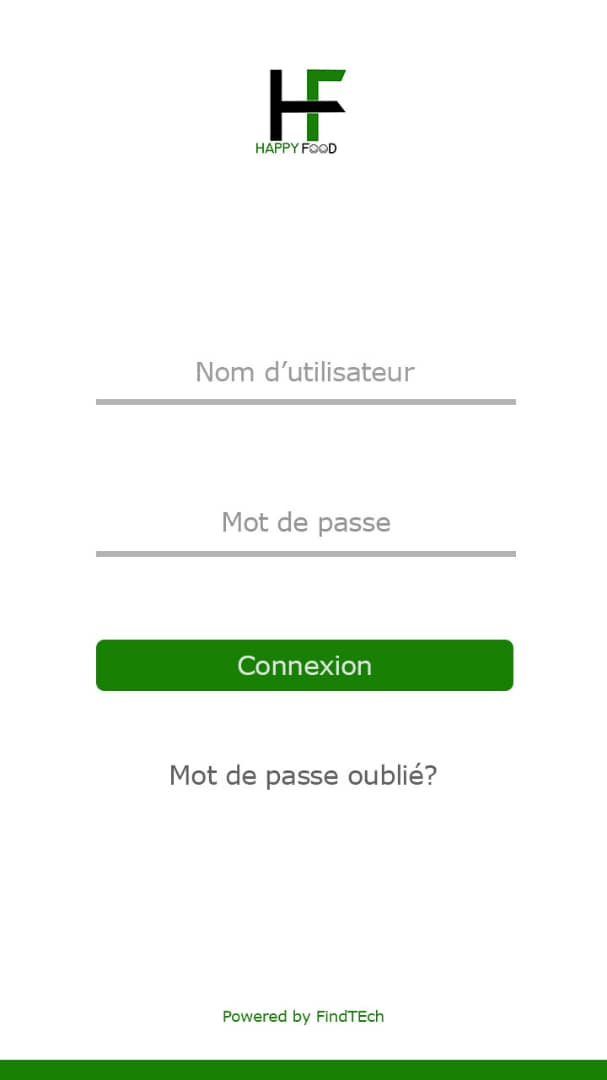 HF
HAPPY FOOD
Nom d’utilisateur
Mot de passe
Connexion
Mot de passe oublié?
Powered by FindTEch